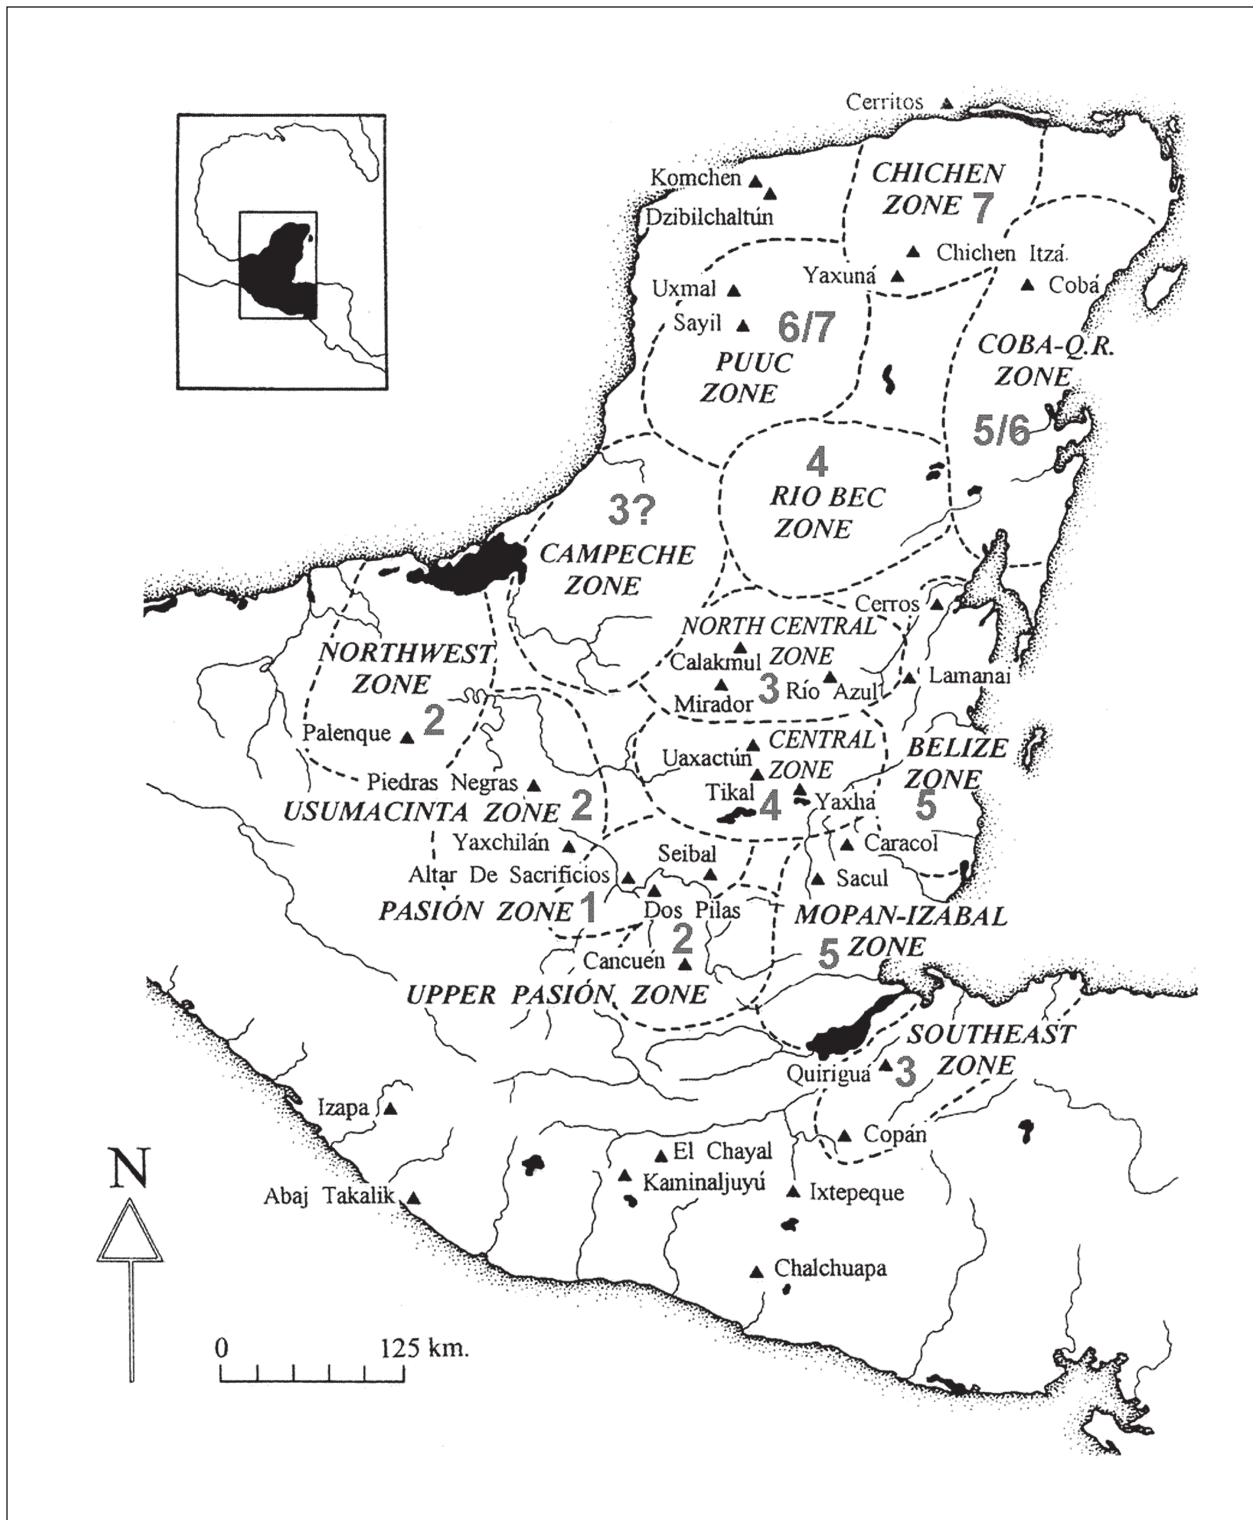 Cerritos
Komchen
Dzibilchaltún
CHICHEN
ZONE 7
Chichen Itzá
Yaxuná
Cobá
Uxmal
Sayil
6/7
PUUC
ZONE
COBA-Q.R.
ZONE
5/6
4
RIO BEC
ZONE
3?
CAMPECHE
ZONE
Cerros
NORTH CENTRAL
ZONE
Calakmul
Mirador
3
Río Azul
Lamanai
NORTHWEST
ZONE
2
Palenque
Uaxactún
CENTRAL
ZONE
Tikal
4
Yaxha
BELIZE
ZONE
5
Piedras Negras
USUMACINTA ZONE 2
Yaxchilán
Seibal
Caracol
Altar De Sacrificios
Sacul
PASIÓN ZONE 1
Dos Pilas
2
MOPAN-IZABAL
ZONE
5
Cancuén
UPPER PASIÓN ZONE
SOUTHEAST
ZONE
Quiriguá
3
Izapa
Copán
El Chayal
Kaminaljuyú
Abaj Takalik
Ixtepeque
Chalchuapa
N
0 125 km.